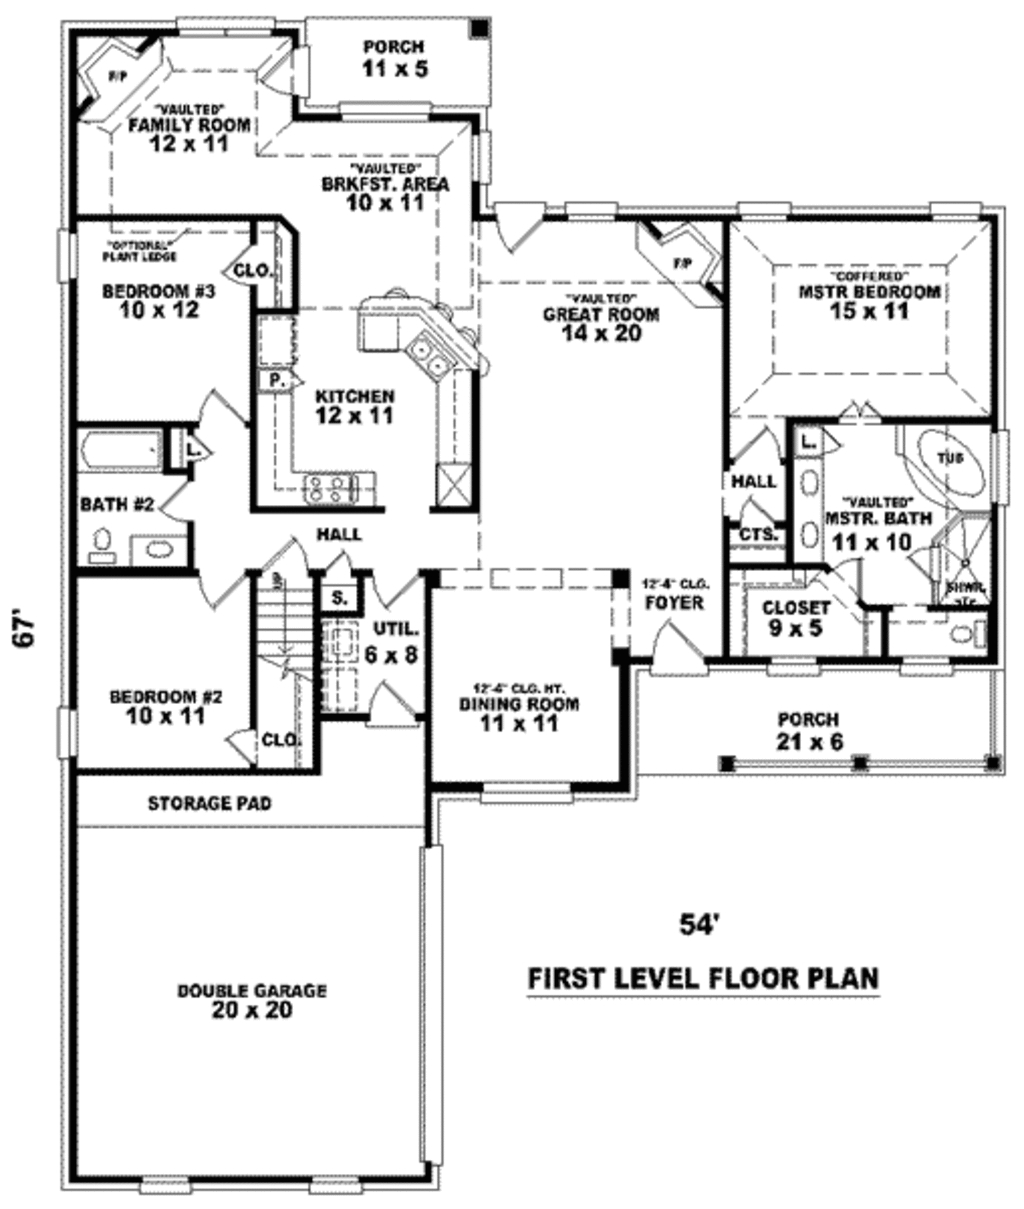 PORCH
11 x 5
F/P
"VAULTED"
FAMILY ROOM
12 x 11
"VAULTED"
BRKFST. AREA
10 x 11
"OPTIONAL"
PLANT LEDGE
CLO.
BEDROOM #3
10 x 12
F/P
"VAULTED"
GREAT ROOM
14 x 20
"COFFERED"
MSTR BEDROOM
15 x 11
P.
KITCHEN
12 x 11
L.
L.
TUB
BATH #2
HALL
"VAULTED"
MSTR. BATH
11 x 10
HALL
CTS.
UP
S.
12'-4" CLG.
FOYER
SHWR.
CLOSET
9 x 5
UTIL.
6 x 8
67'
BEDROOM #2
10 x 11
CLO.
12'-4" CLG. HT.
DINING ROOM
11 x 11
PORCH
21 x 6
STORAGE PAD
54'
FIRST LEVEL FLOOR PLAN
DOUBLE GARAGE
20 x 20